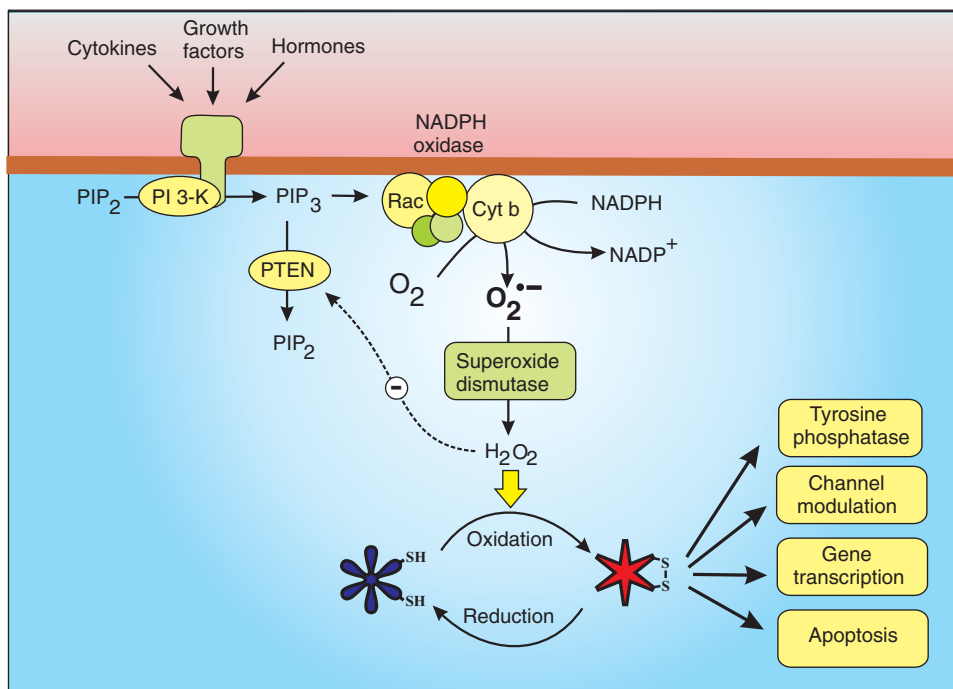 Cytokines
Growth
factors
Hormones
NADPH
oxidase
PIP2
PI 3-K
PIP3
Rac
Cyt b
NADPH
NADP+
PTEN
O2
O2•−
PIP2
Superoxide
dismutase
−
H2O2
Tyrosine
phosphatase
Channel
modulation
Oxidation
SH
SH
S
S
Gene
transcription
Reduction
Apoptosis